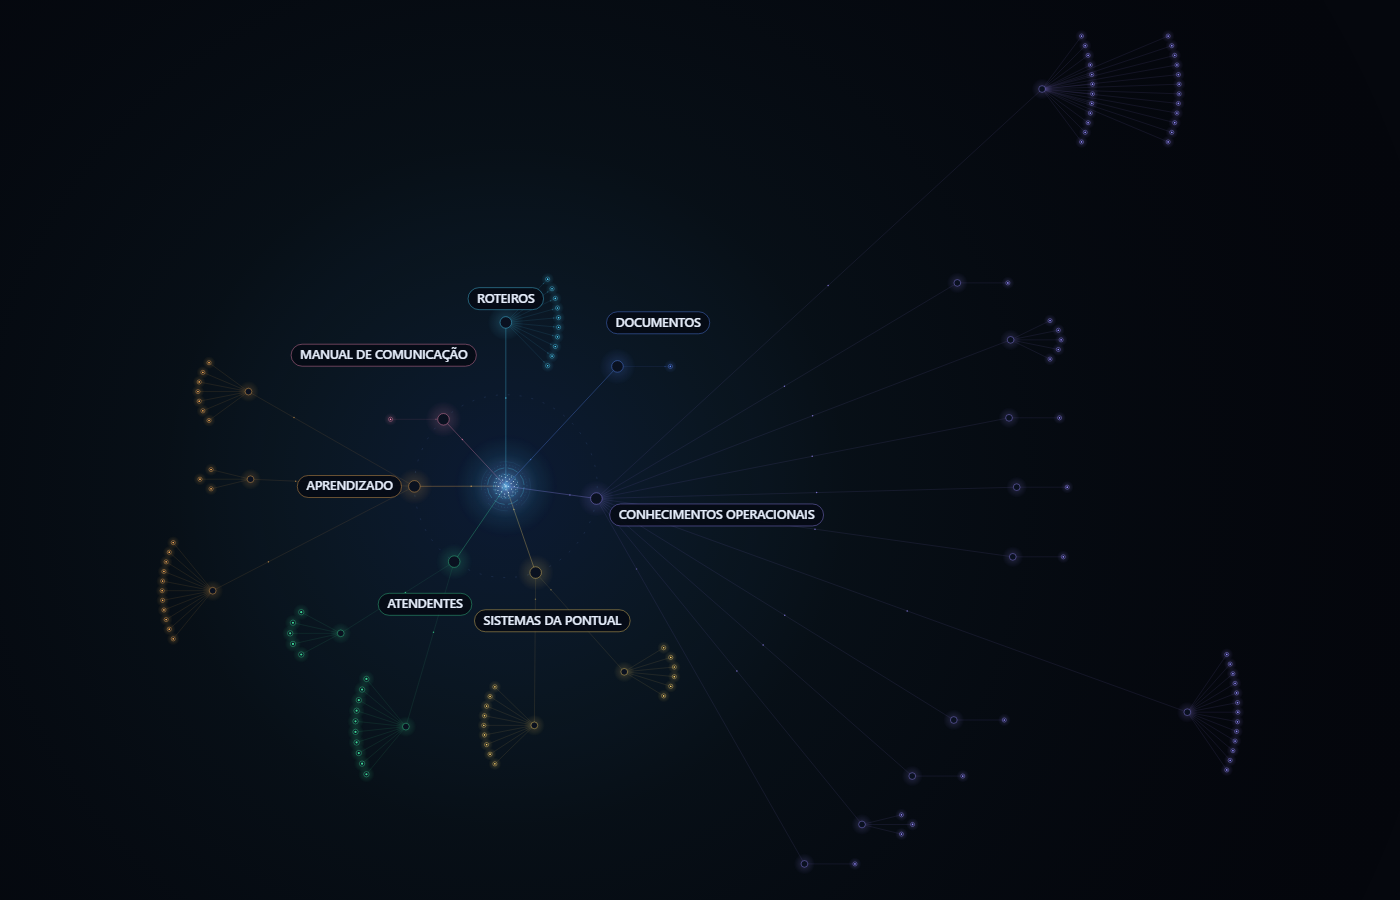 ROTEIROS
DOCUMENTOS
MANUAL DE COMUNICAÇÃO
APRENDIZADO
CONHECIMENTOS OPERACIONAIS
ATENDENTES
SISTEMAS DA PONTUAL